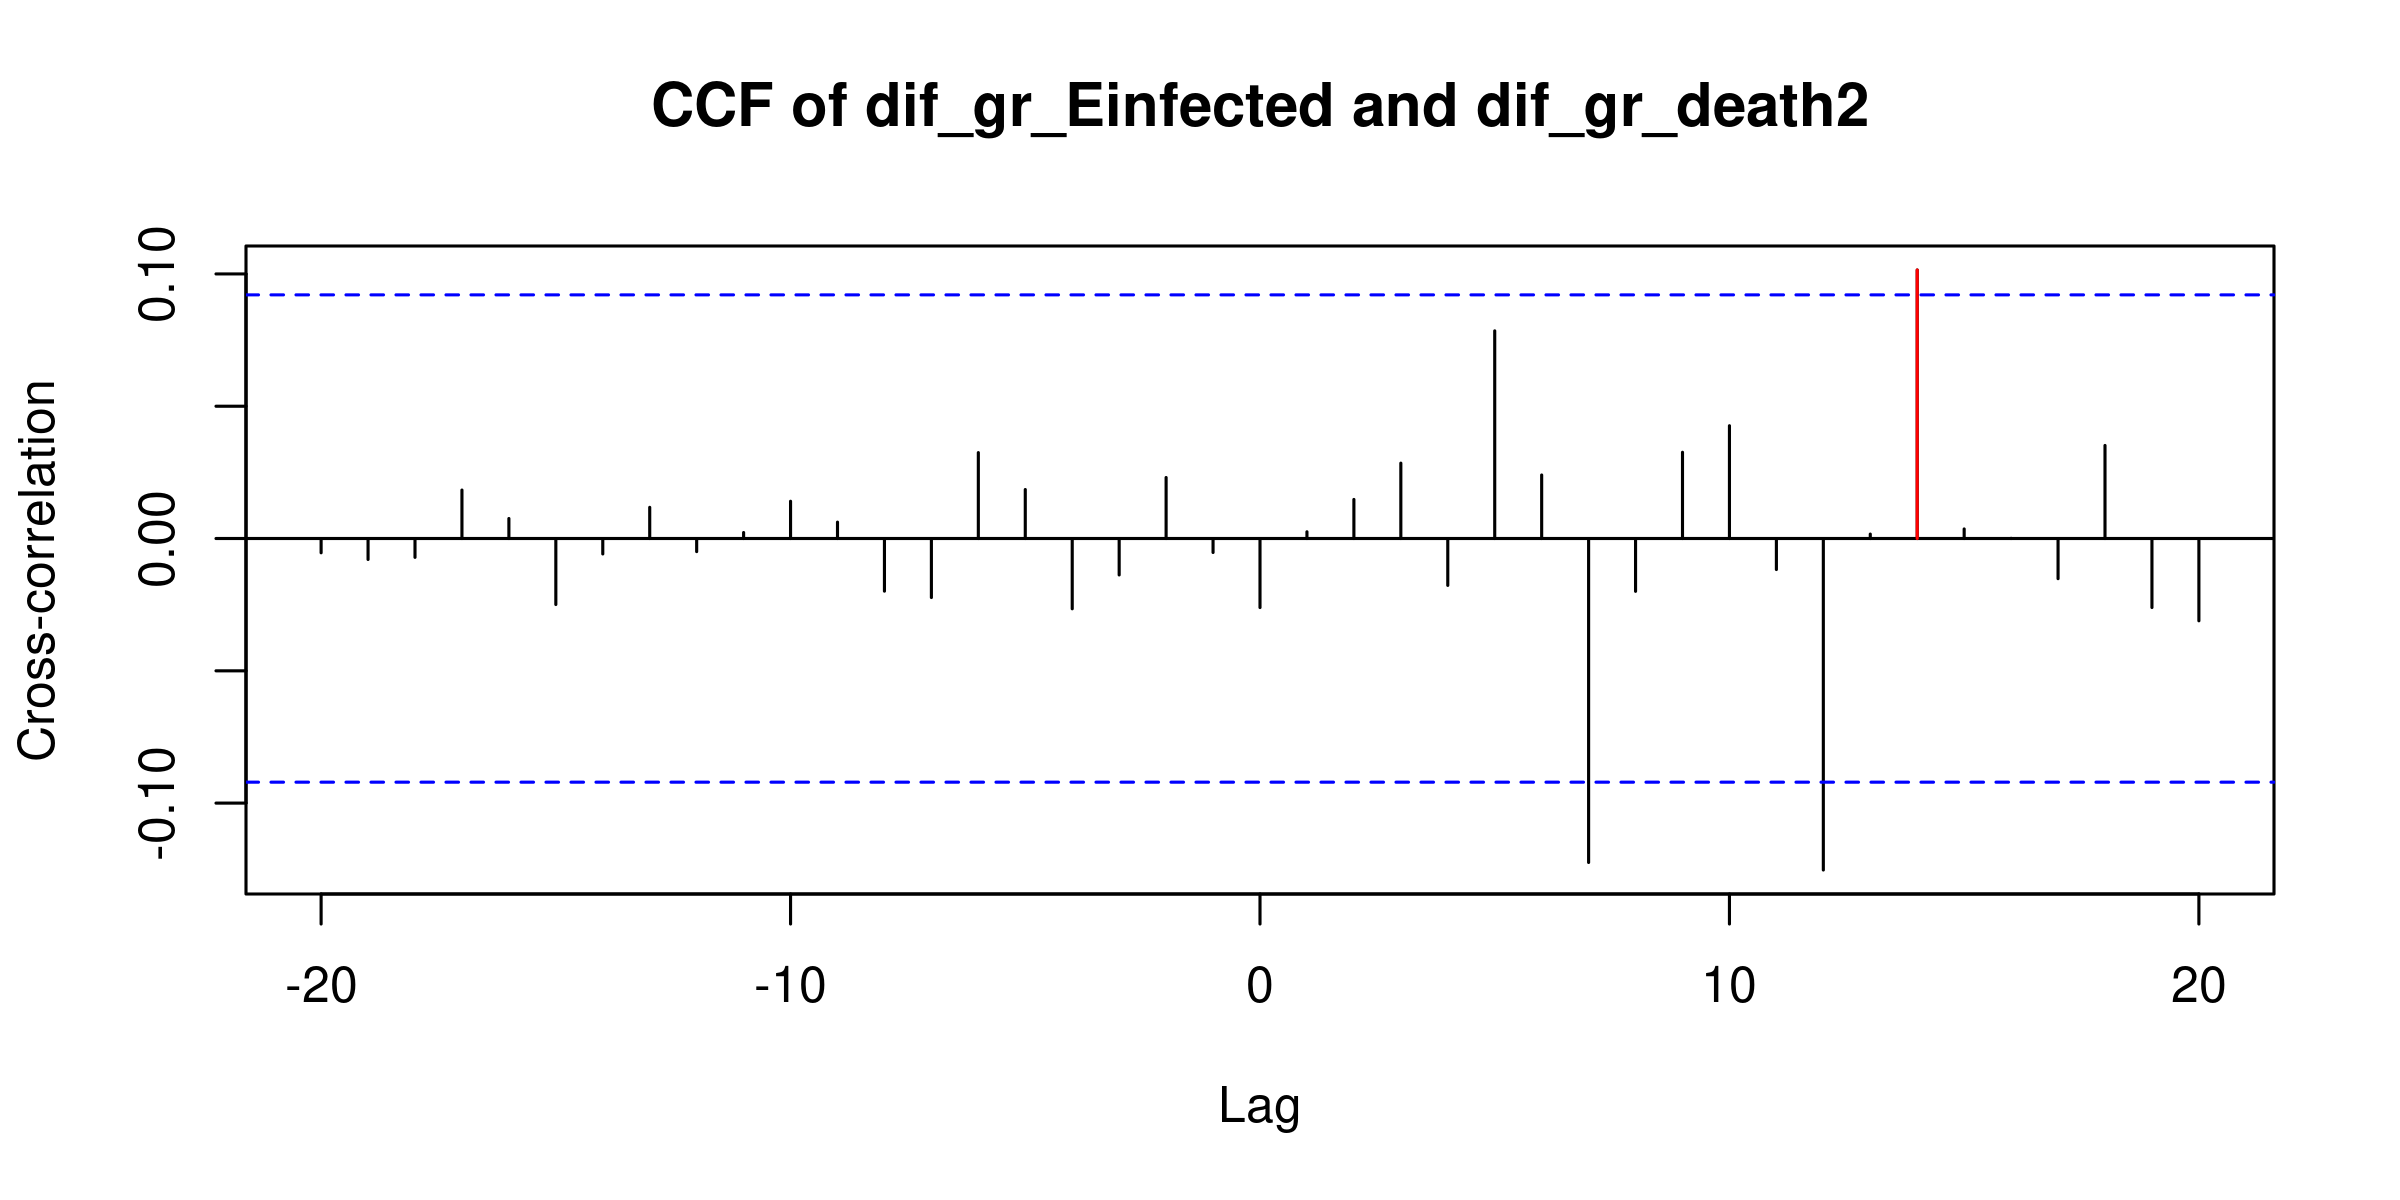 CCF of dif_gr_Einfected and dif_gr_death2
0.10
0.00
-0.10
Cross-correlation
-20 -10 0 10 20
Lag